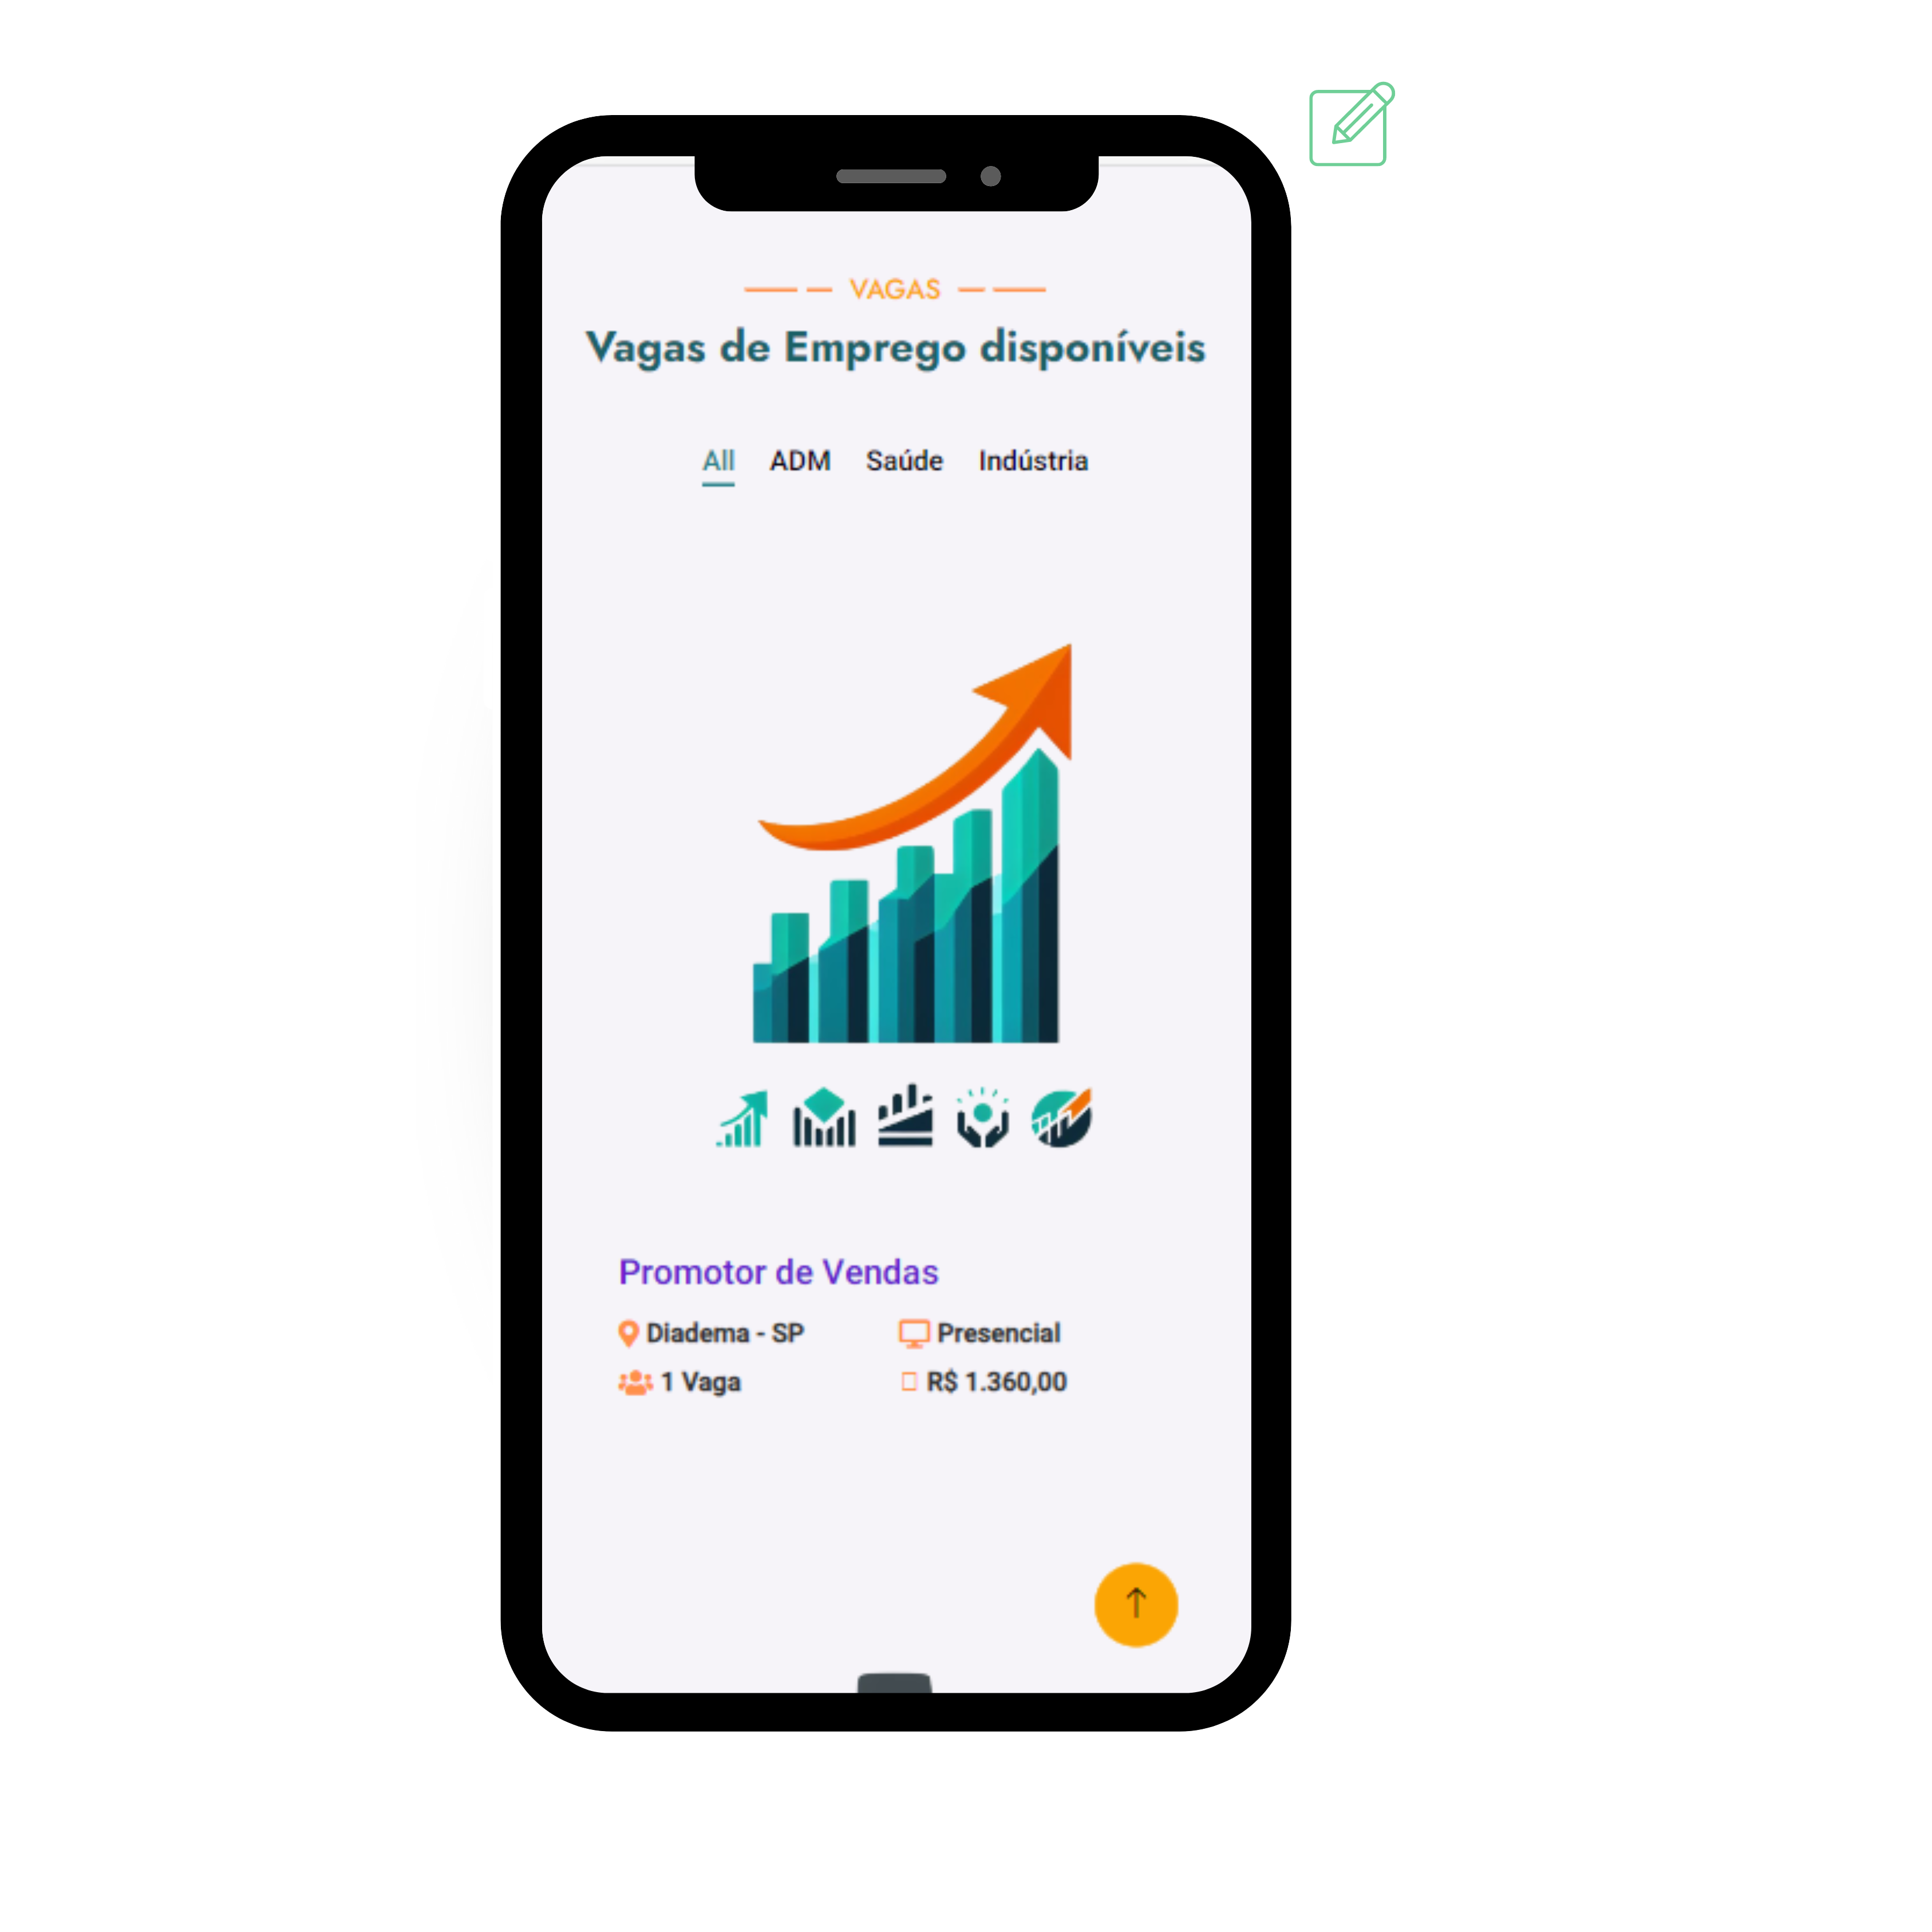 VAGAS
Vagas de Emprego disponíveis
All ADM Saúde Indústria
Promotor de Vendas
Diadema - SP Presencial
1 Vaga R$ 1.360,00